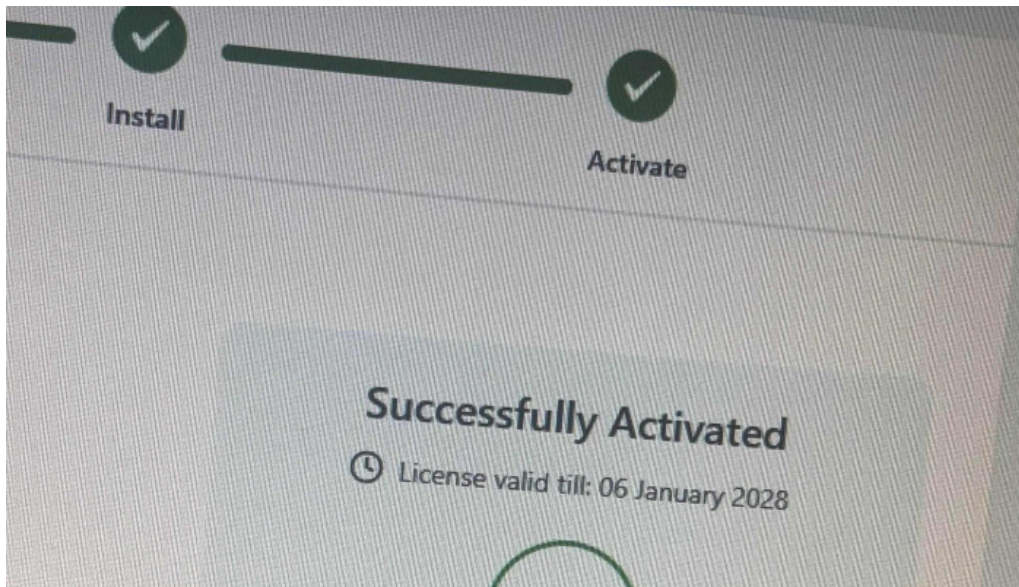 Install
Activate
Successfully Activated
License valid till: 06 January 2028